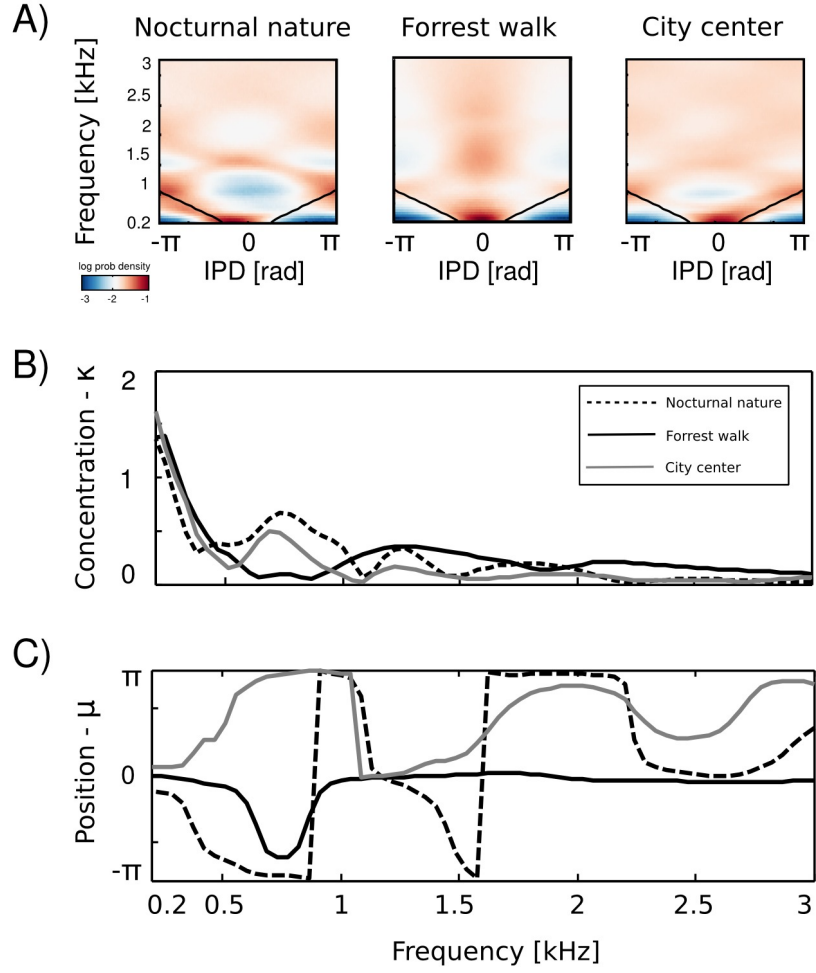 A)
Nocturnal nature Forrest walk City center
Frequency [kHz]
3
2.5
2
1.5
1
0.2
-π 0 π -π 0 π -π 0 π
IPD [rad] IPD [rad] IPD [rad]
log prob density
-3 -2 -1
B)
Concentration - κ
2
1
0
Nocturnal nature
Forrest walk
City center
C)
Position - μ
π
0
-π
0.2 0.5 1 1.5 2 2.5 3
Frequency [kHz]